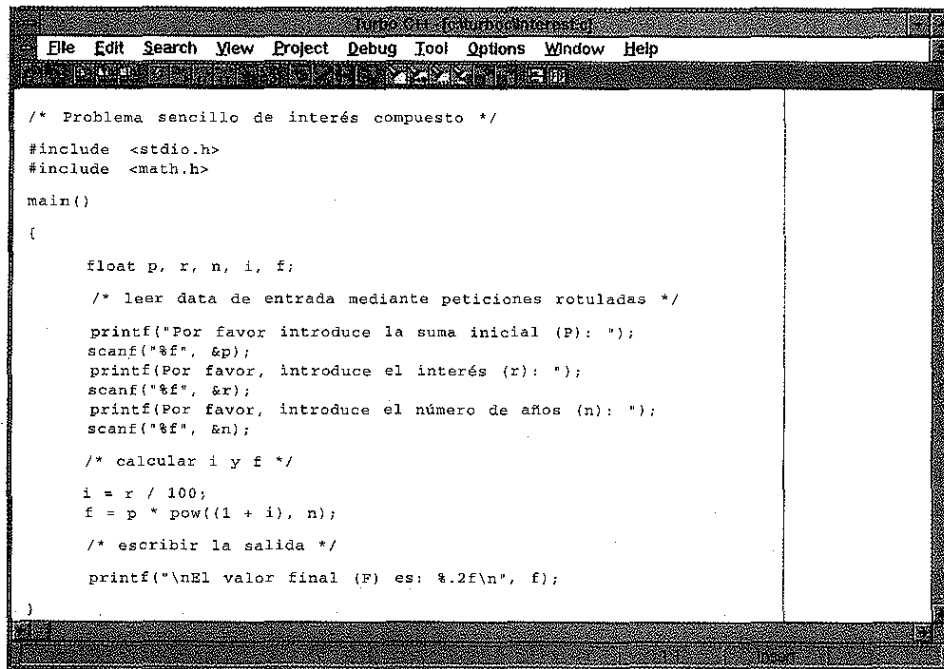 Turbo C++ - [c:\turboc\interest.c]
File Edit Search View Project Debug Tool Options Window Help
/* Problema sencillo de interés compuesto */
#include <stdio.h>
#include <math.h>
main()
{
float p, r, n, i, f;
/* leer data de entrada mediante peticiones rotuladas */
printf("Por favor introduce la suma inicial (P): ");
scanf("%f", &p);
printf(Por favor, introduce el interés (r): ");
scanf("%f", &r);
printf(Por favor, introduce el número de años (n): ");
scanf("%f", &n);
/* calcular i y f */
i = r / 100;
f = p * pow((1 + i), n);
/* escribir la salida */
printf("\nEl valor final (F) es: %.2f\n", f);
}